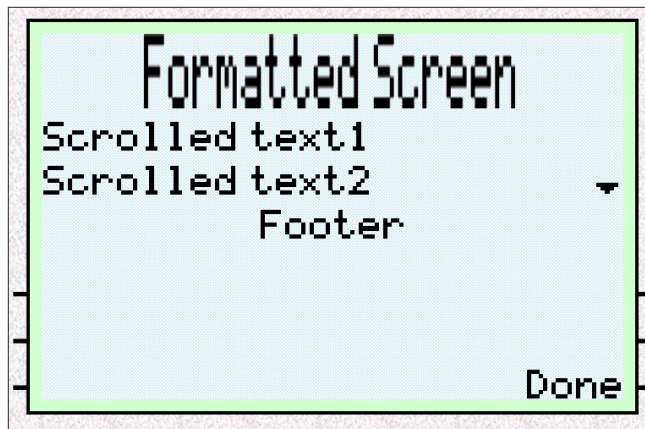 Formatted Screen
Scrolled text1
Scrolled text2
Footer
Done